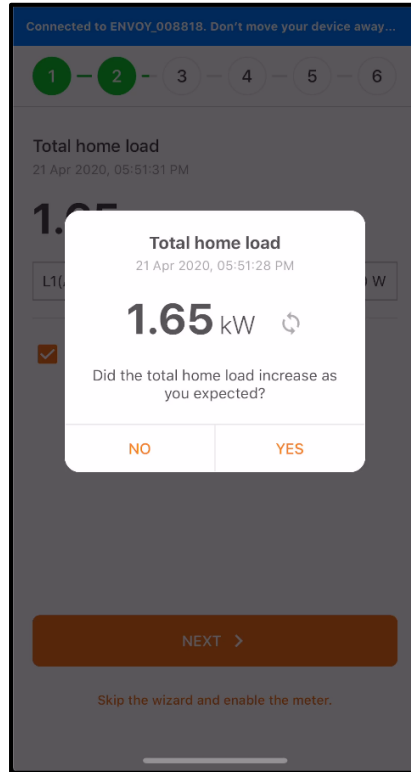 Connected to ENVOY_008818. Don't move your device away...
1 2 3 4 5 6
Total home load
21 Apr 2020, 05:51:31 PM
1.
Total home load
21 Apr 2020, 05:51:28 PM
1.65 kW
L1( W
Did the total home load increase as
you expected?
NO YES
NEXT
Skip the wizard and enable the meter.